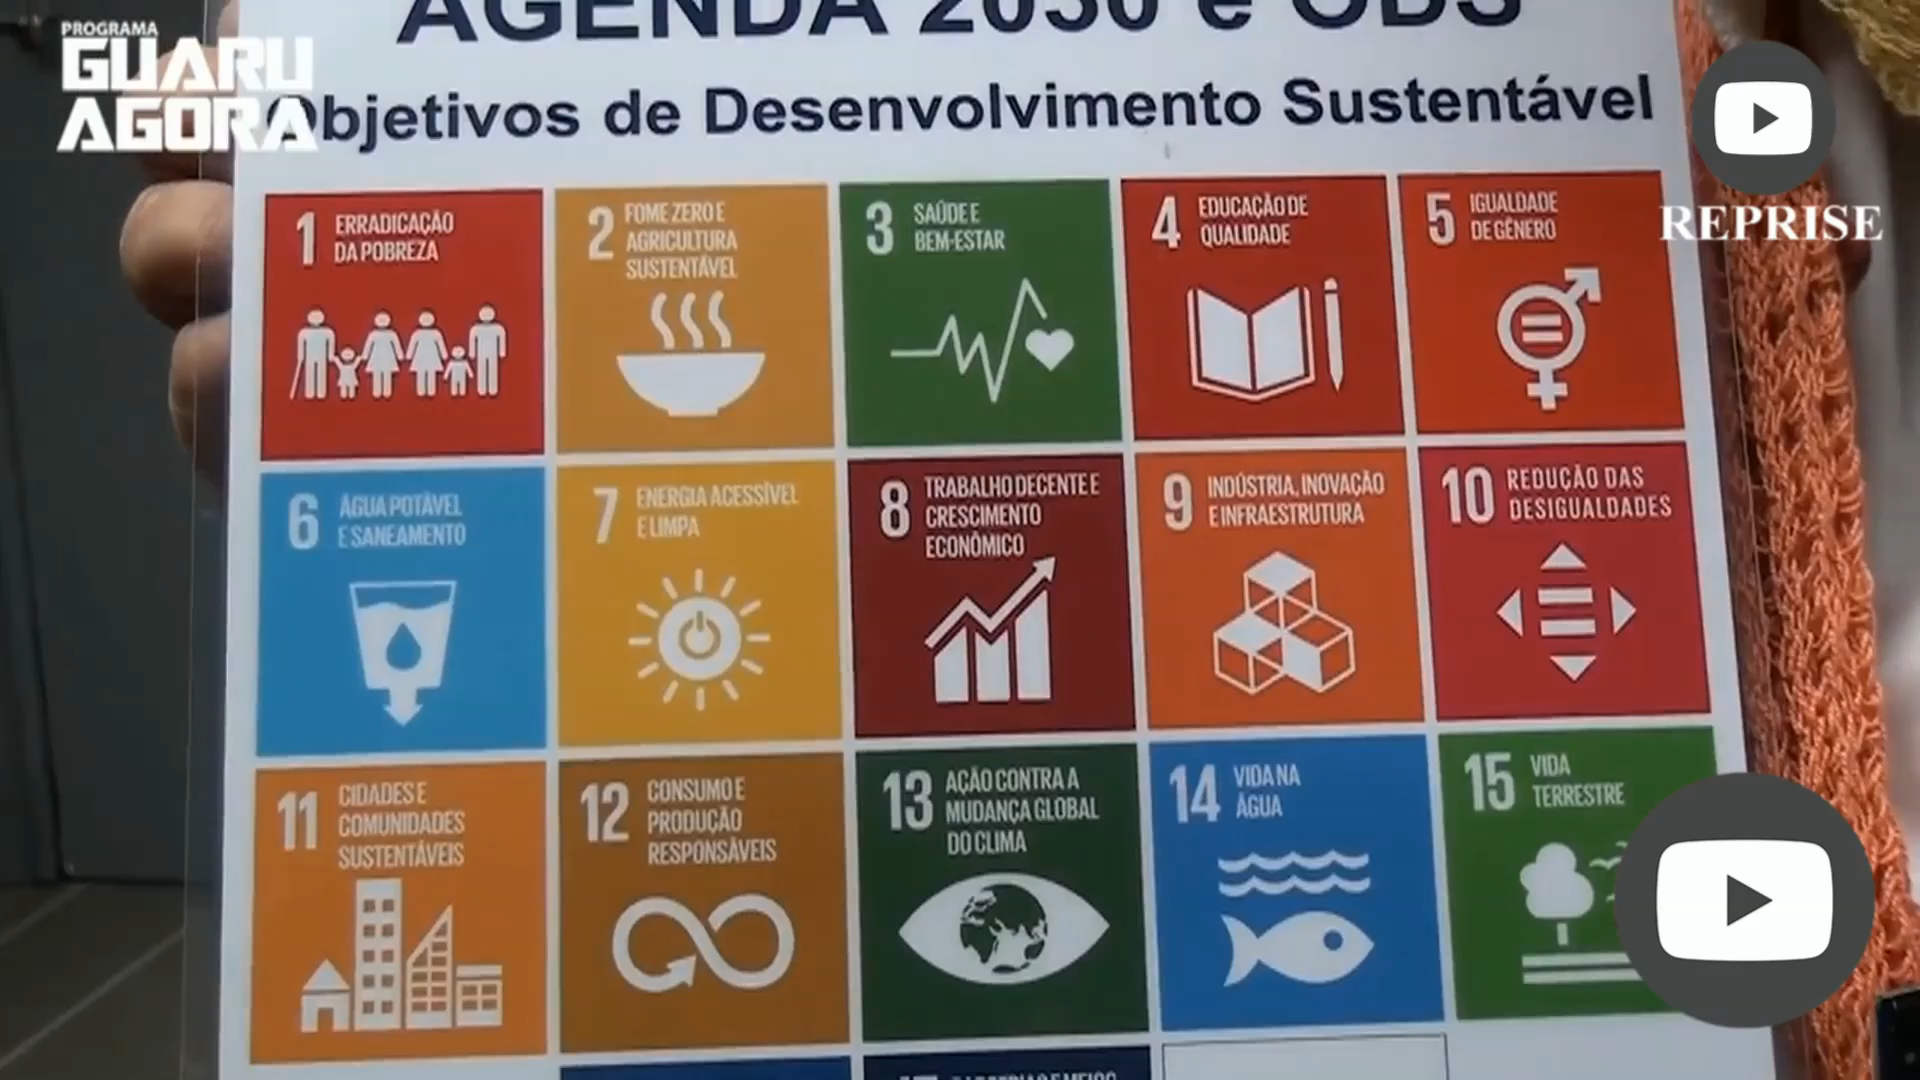 PROGRAMA
GUARU
AGORA
AGENDA 2030 e ODS
Objetivos de Desenvolvimento Sustentável
REPRISE
1 ERRADICAÇÃO
DA POBREZA
2 FOME ZERO E
AGRICULTURA
SUSTENTÁVEL
3 SAÚDE E
BEM-ESTAR
4 EDUCAÇÃO DE
QUALIDADE
5 IGUALDADE
DE GÊNERO
6 ÁGUA POTÁVEL
E SANEAMENTO
7 ENERGIA ACESSÍVEL
E LIMPA
8 TRABALHO DECENTE E
CRESCIMENTO
ECONÔMICO
9 INDÚSTRIA, INOVAÇÃO
E INFRAESTRUTURA
10 REDUÇÃO DAS
DESIGUALDADES
11 CIDADES E
COMUNIDADES
SUSTENTÁVEIS
12 CONSUMO E
PRODUÇÃO
RESPONSÁVEIS
13 AÇÃO CONTRA A
MUDANÇA GLOBAL
DO CLIMA
14 VIDA NA
ÁGUA
15 VIDA
TERRESTRE